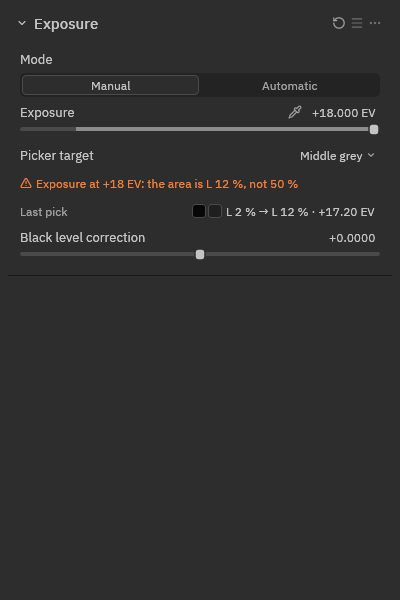 Exposure
Mode
Manual Automatic
Exposure +18.000 EV
Picker target Middle grey
Exposure at +18 EV: the area is L 12 %, not 50 %
Last pick L 2 % → L 12 % · +17.20 EV
Black level correction +0.0000